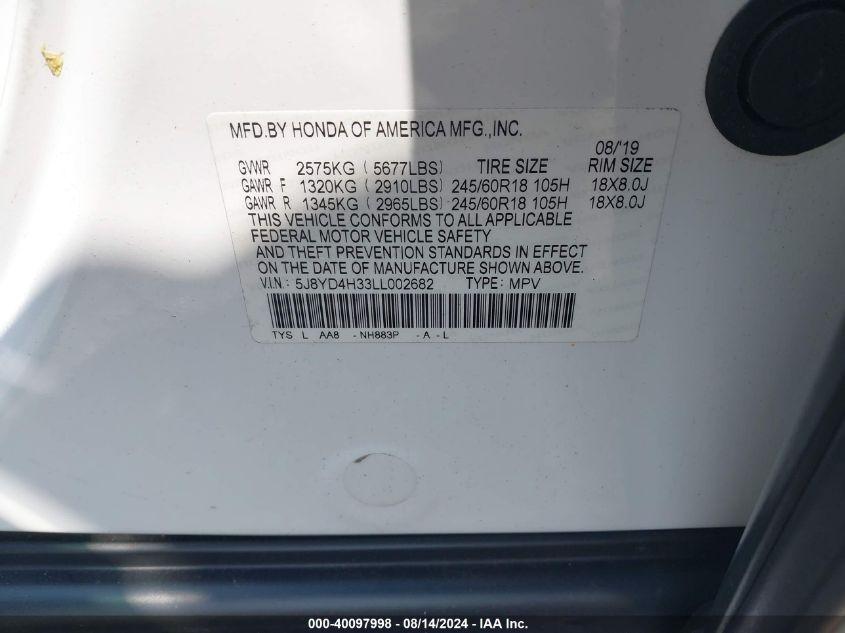 MFD.BY HONDA OF AMERICA MFG.,INC.
08/'19
GVWR 2575KG ( 5677LBS) TIRE SIZE RIM SIZE
GAWR F 1320KG ( 2910LBS) 245/60R18 105H 18X8.0J
GAWR R 1345KG ( 2965LBS) 245/60R18 105H 18X8.0J
THIS VEHICLE CONFORMS TO ALL APPLICABLE
FEDERAL MOTOR VEHICLE SAFETY
AND THEFT PREVENTION STANDARDS IN EFFECT
ON THE DATE OF MANUFACTURE SHOWN ABOVE.
V.I.N.: 5J8YD4H33LL002682 TYPE: MPV
TYS L AA8 -NH883P -A -L
000-40097998 - 08/14/2024 - IAA Inc.